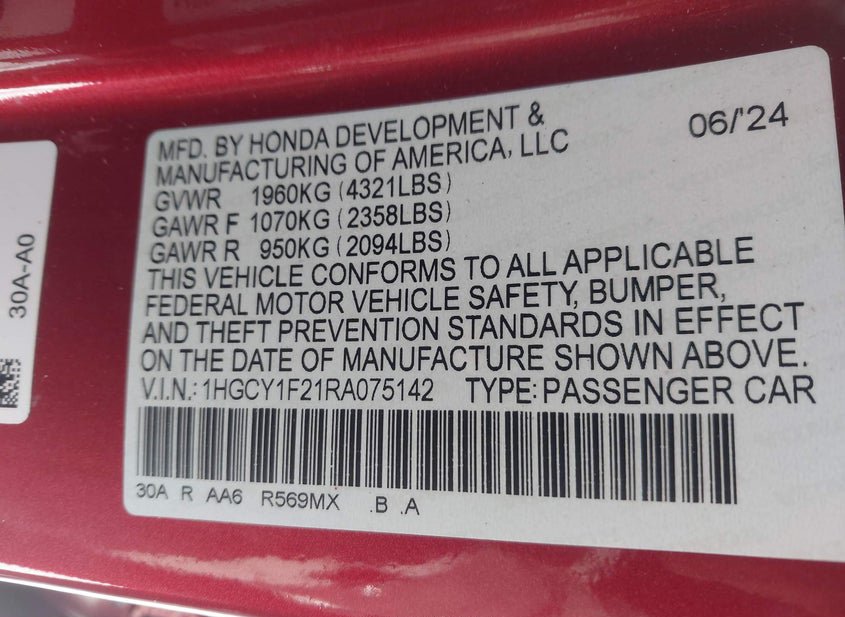 MFD. BY HONDA DEVELOPMENT &
MANUFACTURING OF AMERICA, LLC
06/'24
GVWR 1960KG (4321LBS)
GAWR F 1070KG (2358LBS)
GAWR R 950KG (2094LBS)
THIS VEHICLE CONFORMS TO ALL APPLICABLE
FEDERAL MOTOR VEHICLE SAFETY, BUMPER,
AND THEFT PREVENTION STANDARDS IN EFFECT
ON THE DATE OF MANUFACTURE SHOWN ABOVE.
V.I.N.: 1HGCY1F21RA075142 TYPE: PASSENGER CAR
30A R AA6 R569MX .B .A
30A-A0